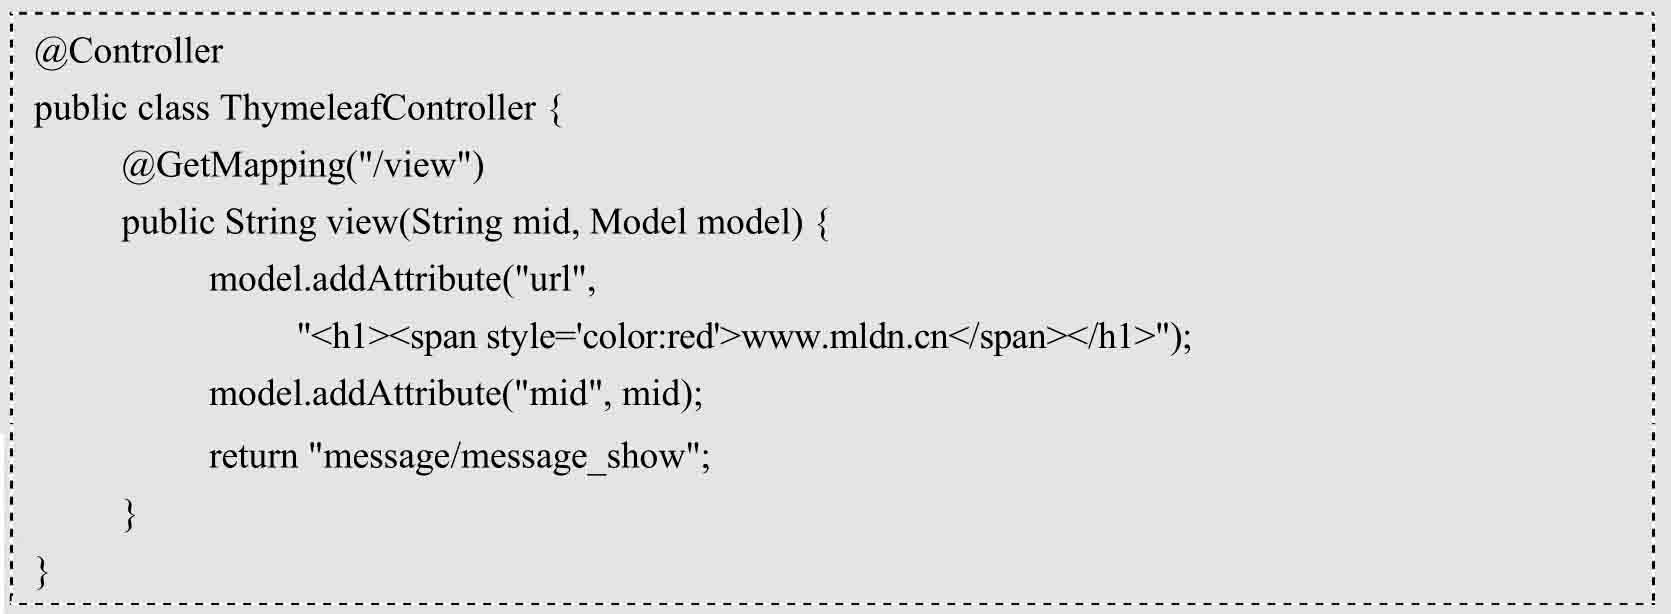 @Controller
public class ThymeleafController {
@GetMapping("/view")
public String view(String mid, Model model) {
model.addAttribute("url",
"<h1><span style='color:red'>www.mldn.cn</span></h1>");
model.addAttribute("mid", mid);
return "message/message_show";
}
}